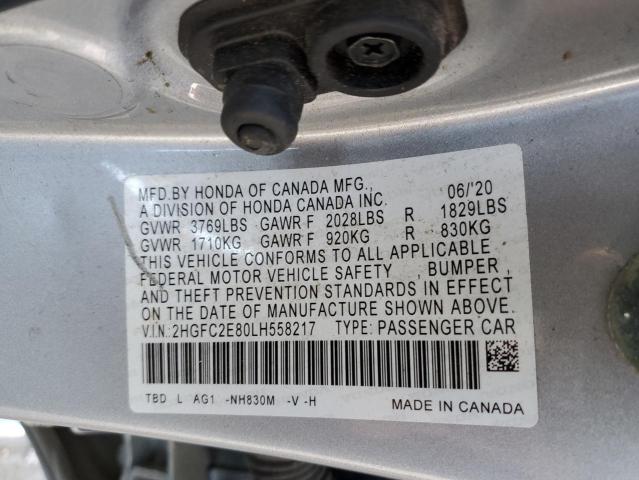 MFD.BY HONDA OF CANADA MFG., 06/'20
A DIVISION OF HONDA CANADA INC.
GVWR 3769LBS GAWR F 2028LBS R 1829LBS
GVWR 1710KG GAWR F 920KG R 830KG
THIS VEHICLE CONFORMS TO ALL APPLICABLE
FEDERAL MOTOR VEHICLE SAFETY , BUMPER ,
AND THEFT PREVENTION STANDARDS IN EFFECT
ON THE DATE OF MANUFACTURE SHOWN ABOVE.
V.I.N: 2HGFC2E80LH558217 TYPE: PASSENGER CAR
TBD L AG1 -NH830M -V -H
MADE IN CANADA